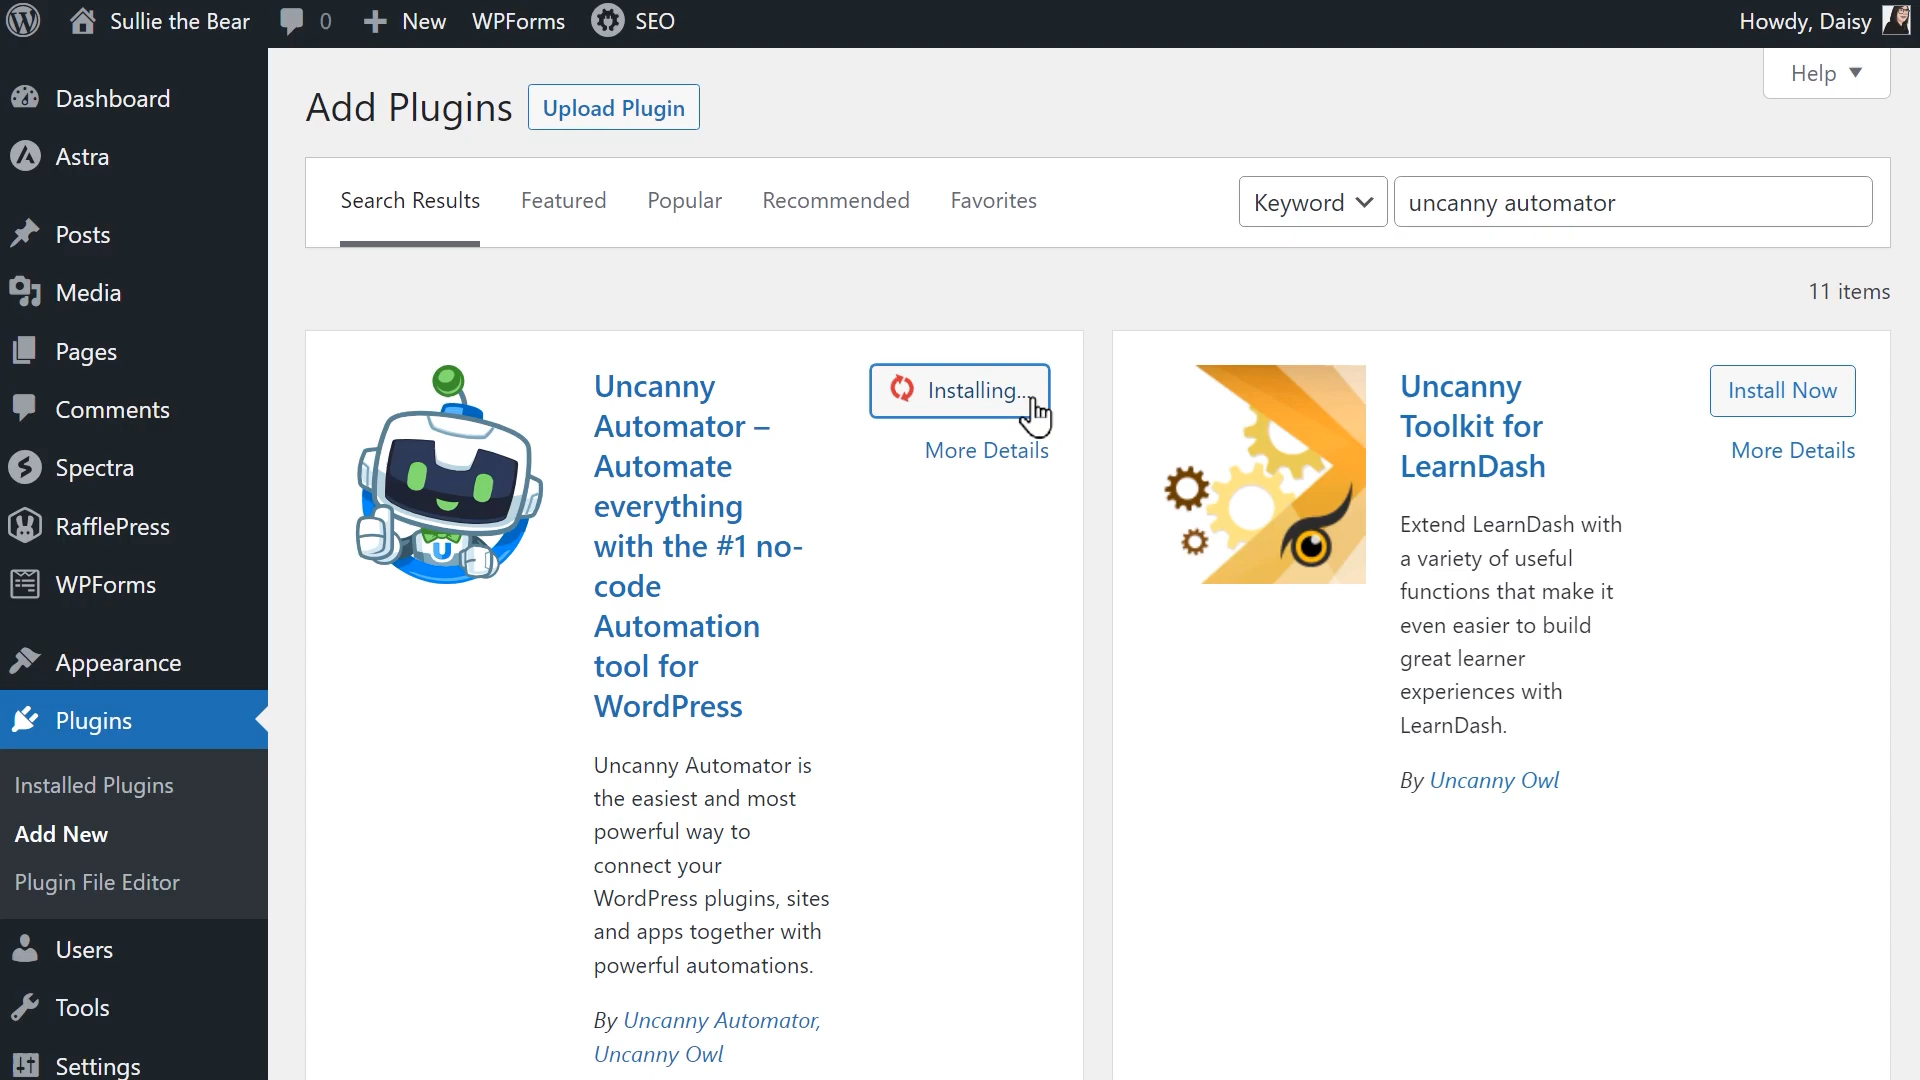 Sullie the Bear
0
New
WPForms
SEO
Howdy, Daisy
Dashboard
Astra
Posts
Media
Pages
Comments
Spectra
RafflePress
WPForms
Appearance
Plugins
Installed Plugins
Add New
Plugin File Editor
Users
Tools
Settings
Help
Add Plugins
Upload Plugin
Search Results
Featured
Popular
Recommended
Favorites
Keyword
uncanny automator
11 items
Uncanny
Automator –
Automate
everything
with the #1 no-
code
Automation
tool for
WordPress
Installing...
More Details
Uncanny Automator is
the easiest and most
powerful way to
connect your
WordPress plugins, sites
and apps together with
powerful automations.
By Uncanny Automator,
Uncanny Owl
U
Uncanny
Toolkit for
LearnDash
Install Now
More Details
Extend LearnDash with
a variety of useful
functions that make it
even easier to build
great learner
experiences with
LearnDash.
By Uncanny Owl